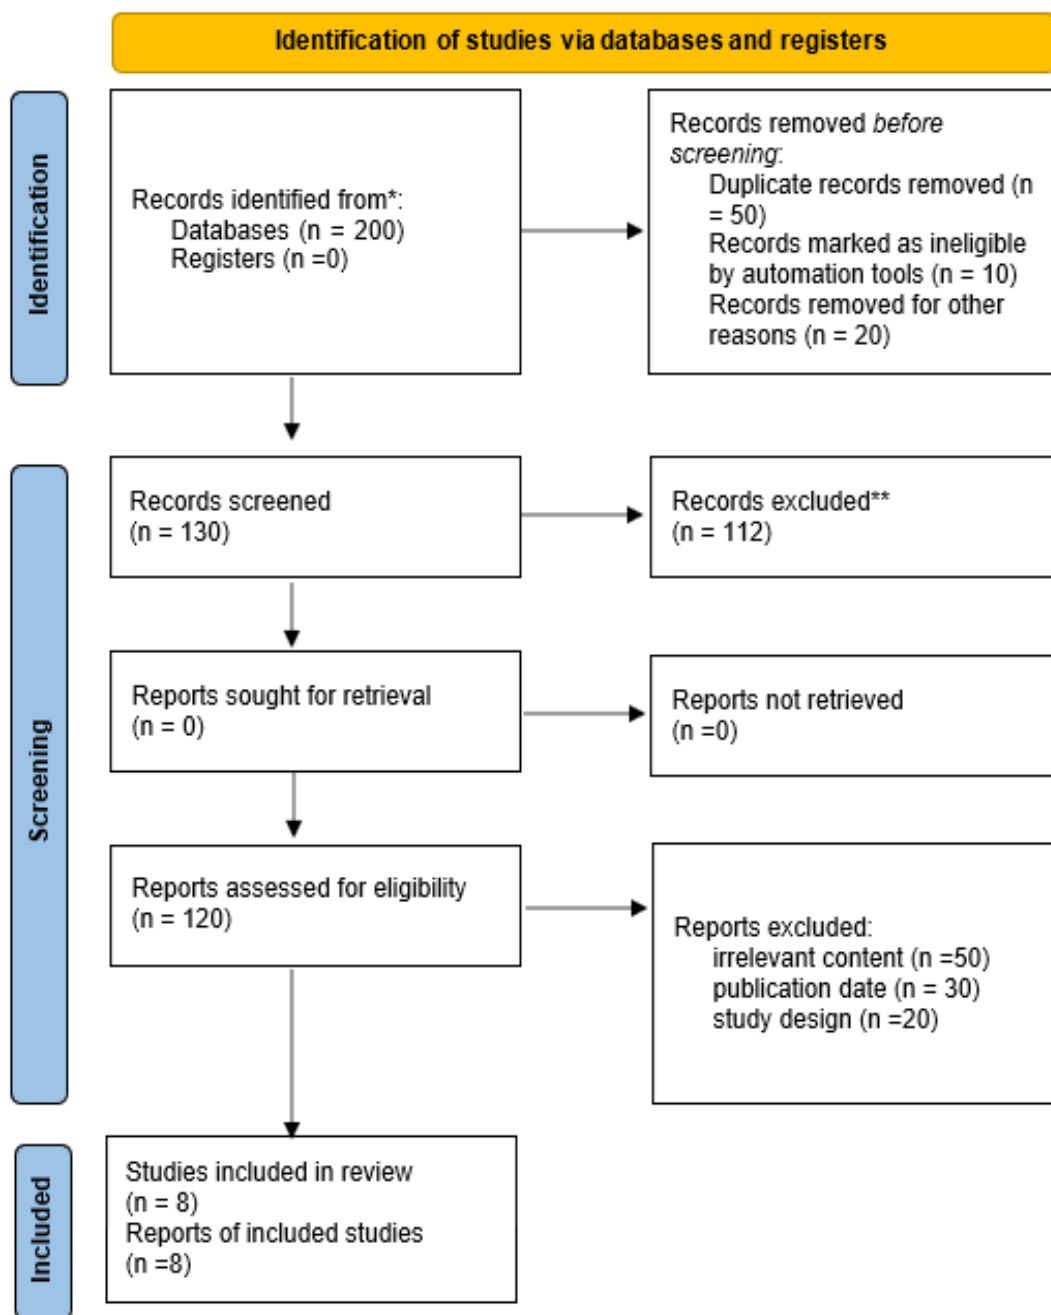 Identification of studies via databases and registers
Identification
Records identified from*:
Databases (n = 200)
Registers (n =0)
Records removed before
screening:
Duplicate records removed (n
= 50)
Records marked as ineligible
by automation tools (n = 10)
Records removed for other
reasons (n = 20)
Screening
Records screened
(n = 130)
Records excluded**
(n = 112)
Reports sought for retrieval
(n = 0)
Reports not retrieved
(n =0)
Reports assessed for eligibility
(n = 120)
Reports excluded:
irrelevant content (n =50)
publication date (n = 30)
study design (n =20)
Included
Studies included in review
(n = 8)
Reports of included studies
(n =8)